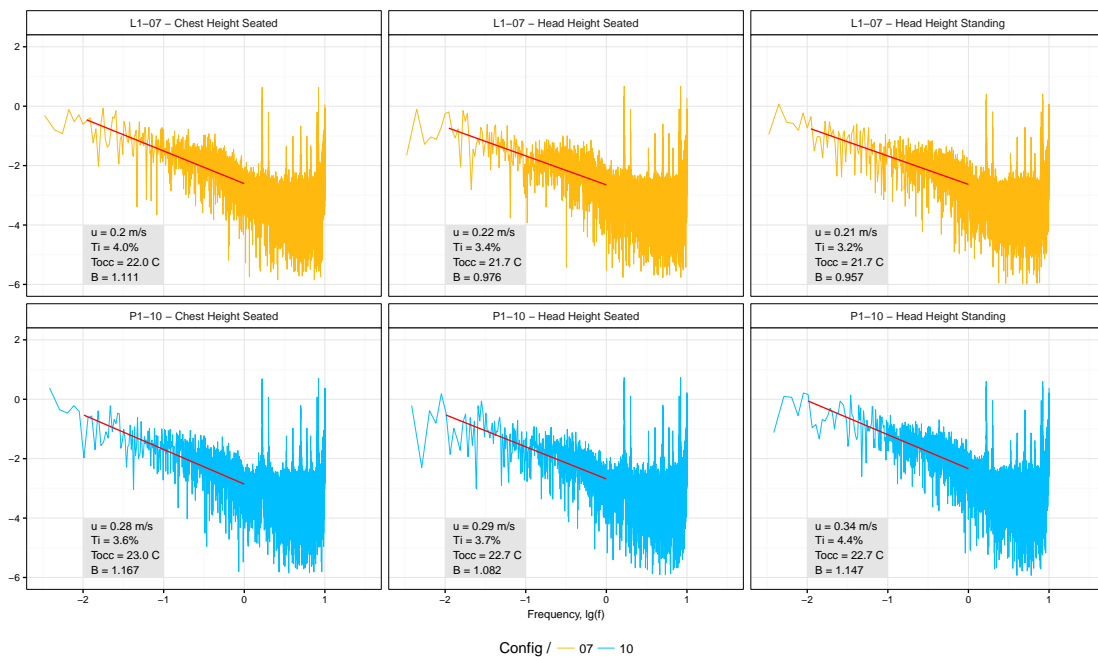 L1−07 − Chest Height Seated
L1−07 − Head Height Seated
L1−07 − Head Height Standing
2
0
−2
−4
−6
u = 0.2 m/s
Ti = 4.0%
Tocc = 22.0 C
B = 1.111
u = 0.22 m/s
Ti = 3.4%
Tocc = 21.7 C
B = 0.976
u = 0.21 m/s
Ti = 3.2%
Tocc = 21.7 C
B = 0.957
P1−10 − Chest Height Seated
P1−10 − Head Height Seated
P1−10 − Head Height Standing
2
0
−2
−4
−6
u = 0.28 m/s
Ti = 3.6%
Tocc = 23.0 C
B = 1.167
u = 0.29 m/s
Ti = 3.7%
Tocc = 22.7 C
B = 1.082
u = 0.34 m/s
Ti = 4.4%
Tocc = 22.7 C
B = 1.147
−2 −1 0 1
−2 −1 0 1
−2 −1 0 1
Frequency, lg(f)
Config / 07 10